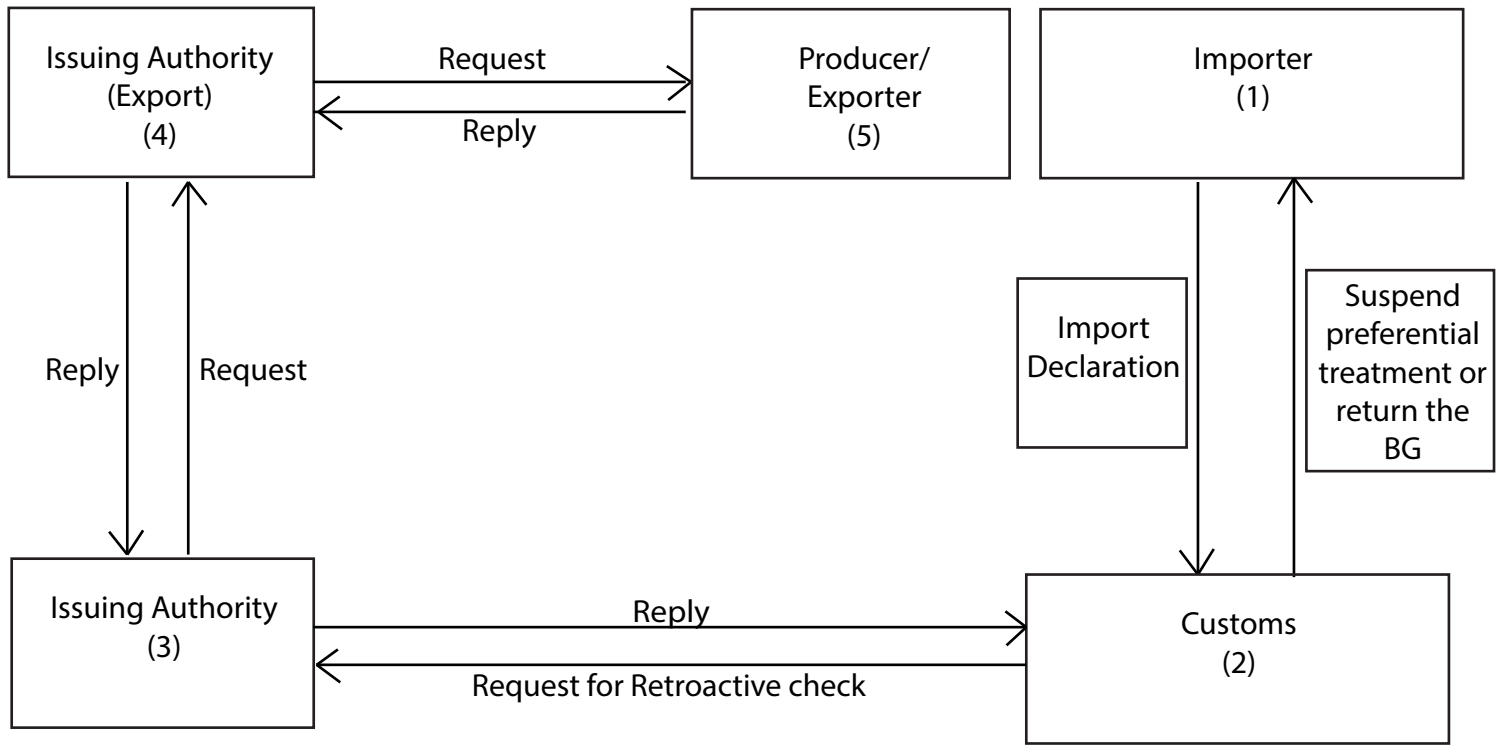 Issuing Authority
(Export)
(4)
Request
Reply
Producer/
Exporter
(5)
Importer
(1)
Reply
Request
Import
Declaration
Suspend
preferential
treatment or
return the
BG
Issuing Authority
(3)
Reply
Request for Retroactive check
Customs
(2)